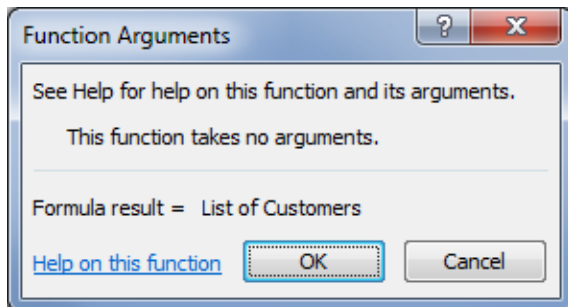 Function Arguments
See Help for help on this function and its arguments.
This function takes no arguments.
Formula result = List of Customers
Help on this function OK Cancel